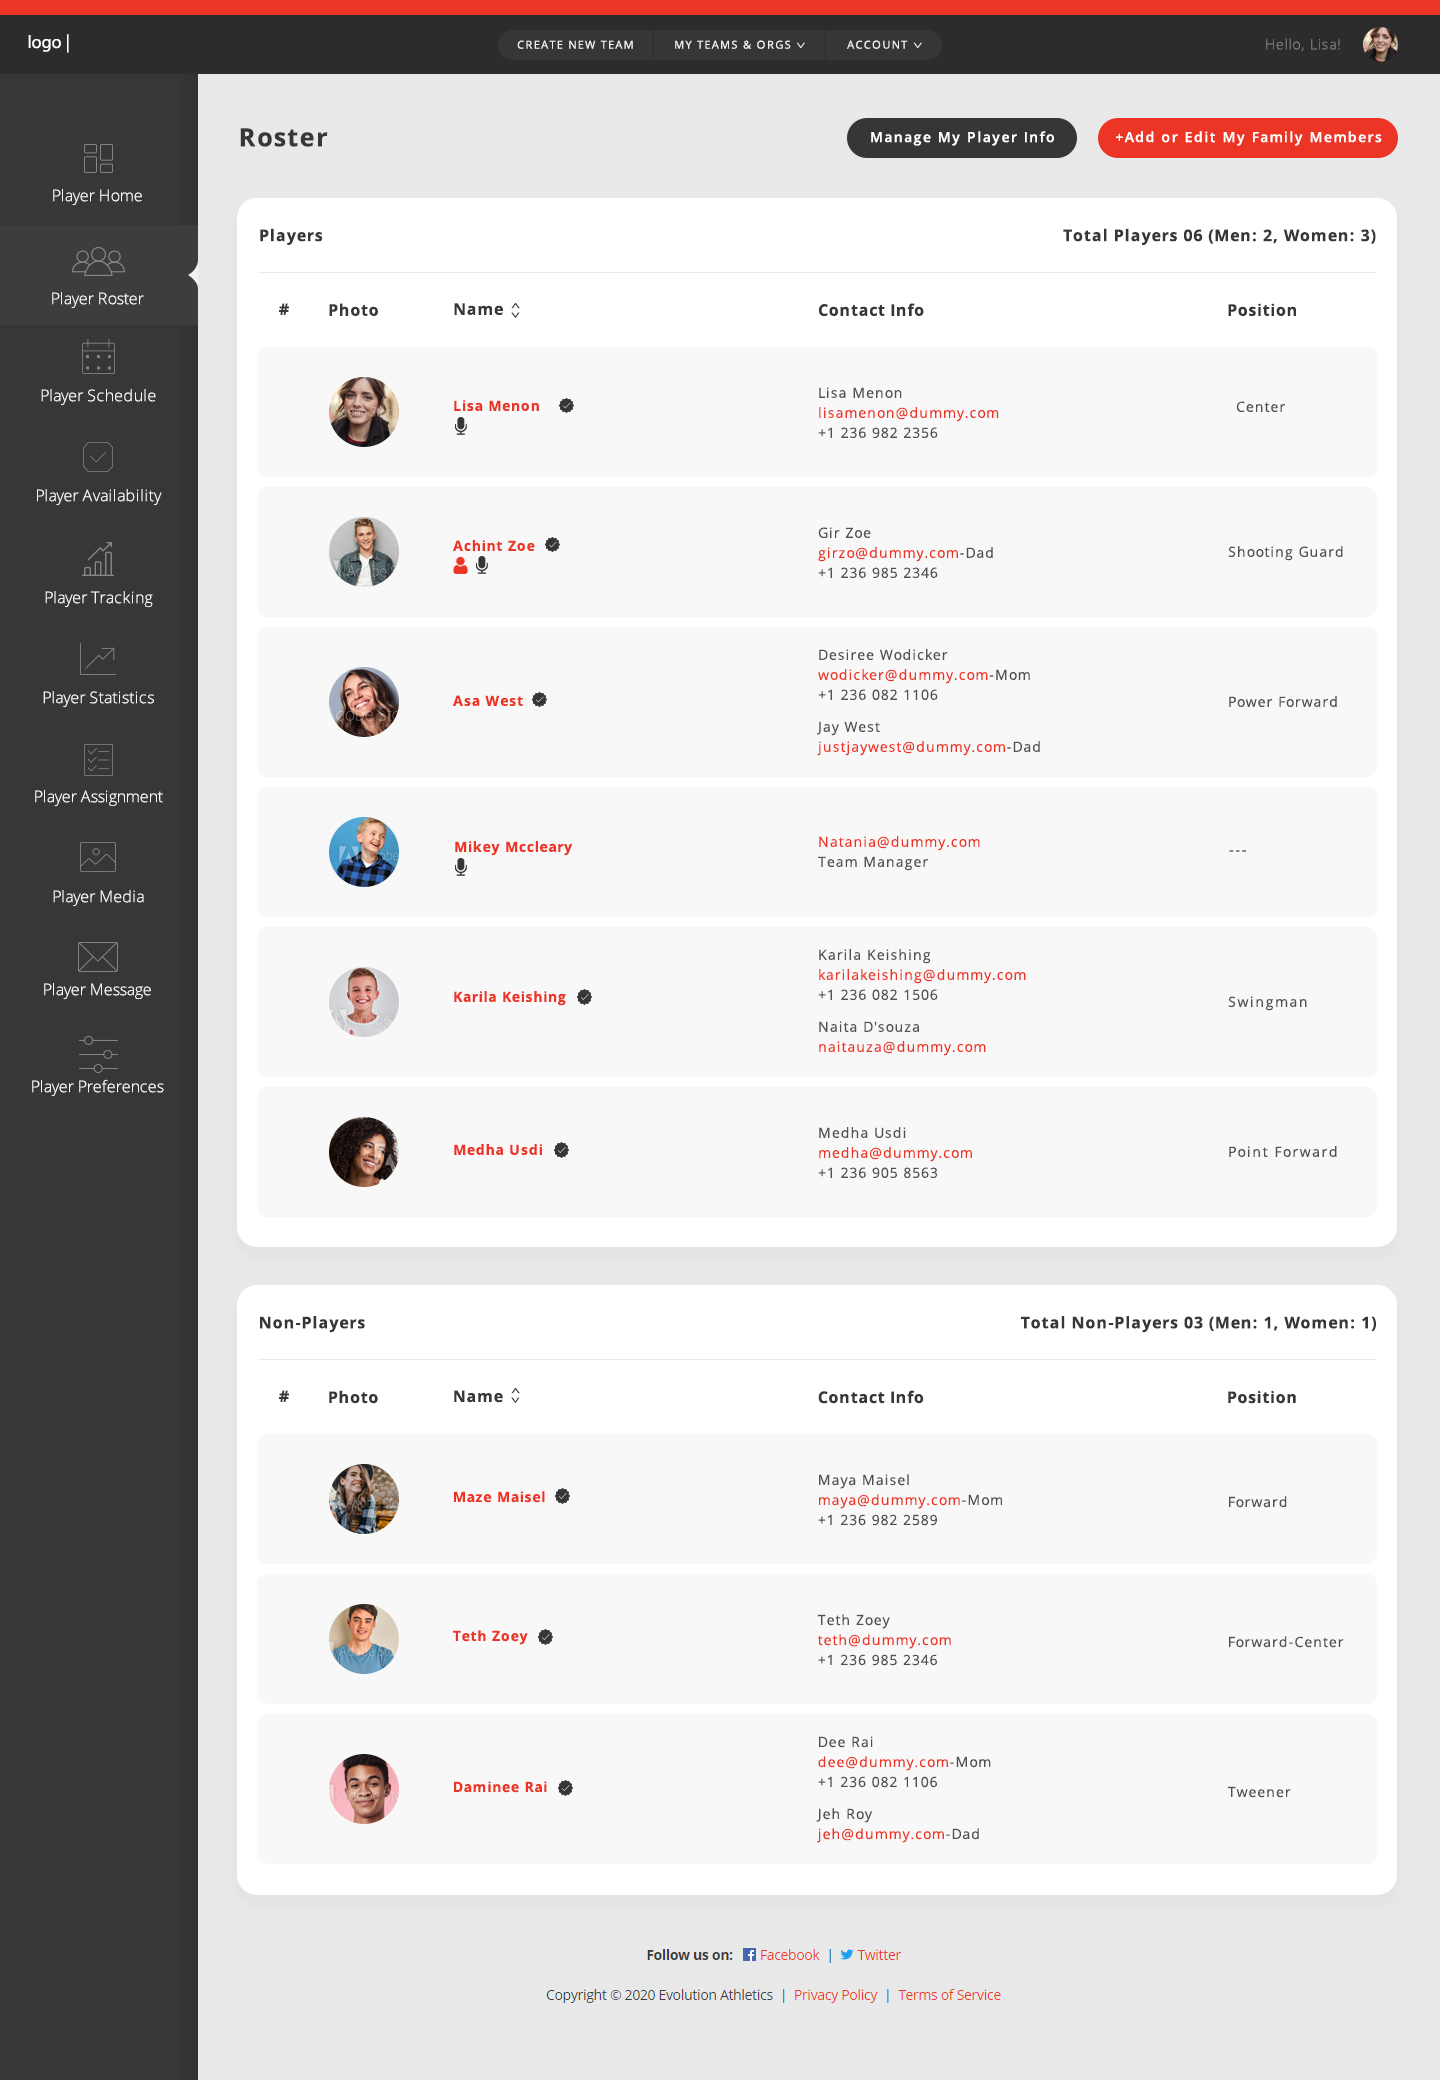 logo |
CREATE NEW TEAM
MY TEAMS & ORGS
ACCOUNT
Hello, Lisa!
Player Home
Player Roster
Player Schedule
Player Availability
Player Tracking
Player Statistics
Player Assignment
Player Media
Player Message
Player Preferences
Roster
Manage My Player Info
+Add or Edit My Family Members
Players
Total Players 06 (Men: 2, Women: 3)
# Photo Name Contact Info Position
Lisa Menon
Lisa Menon
lisamenon@dummy.com
+1 236 982 2356
Center
Achint Zoe
Gir Zoe
girzo@dummy.com-Dad
+1 236 985 2346
Shooting Guard
Asa West
Desiree Wodicker
wodicker@dummy.com-Mom
+1 236 082 1106
Jay West
justjaywest@dummy.com-Dad
Power Forward
Mikey Mccleary
Natania@dummy.com
Team Manager
---
Karila Keishing
Karila Keishing
karilakeishing@dummy.com
+1 236 082 1506
Naita D'souza
naitauza@dummy.com
Swingman
Medha Usdi
Medha Usdi
medha@dummy.com
+1 236 905 8563
Point Forward
Non-Players
Total Non-Players 03 (Men: 1, Women: 1)
# Photo Name Contact Info Position
Maze Maisel
Maya Maisel
maya@dummy.com-Mom
+1 236 982 2589
Forward
Teth Zoey
Teth Zoey
teth@dummy.com
+1 236 985 2346
Forward-Center
Daminee Rai
Dee Rai
dee@dummy.com-Mom
+1 236 082 1106
Jeh Roy
jeh@dummy.com-Dad
Tweener
Follow us on: Facebook | Twitter
Copyright © 2020 Evolution Athletics | Privacy Policy | Terms of Service